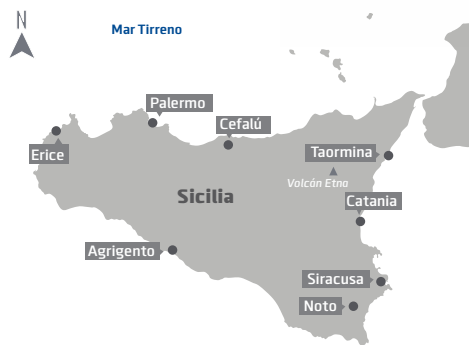 N
Mar Tirreno
Palermo
Cefalú
Erice
Taormina
Volcán Etna
Sicilia
Catania
Agrigento
Siracusa
Noto